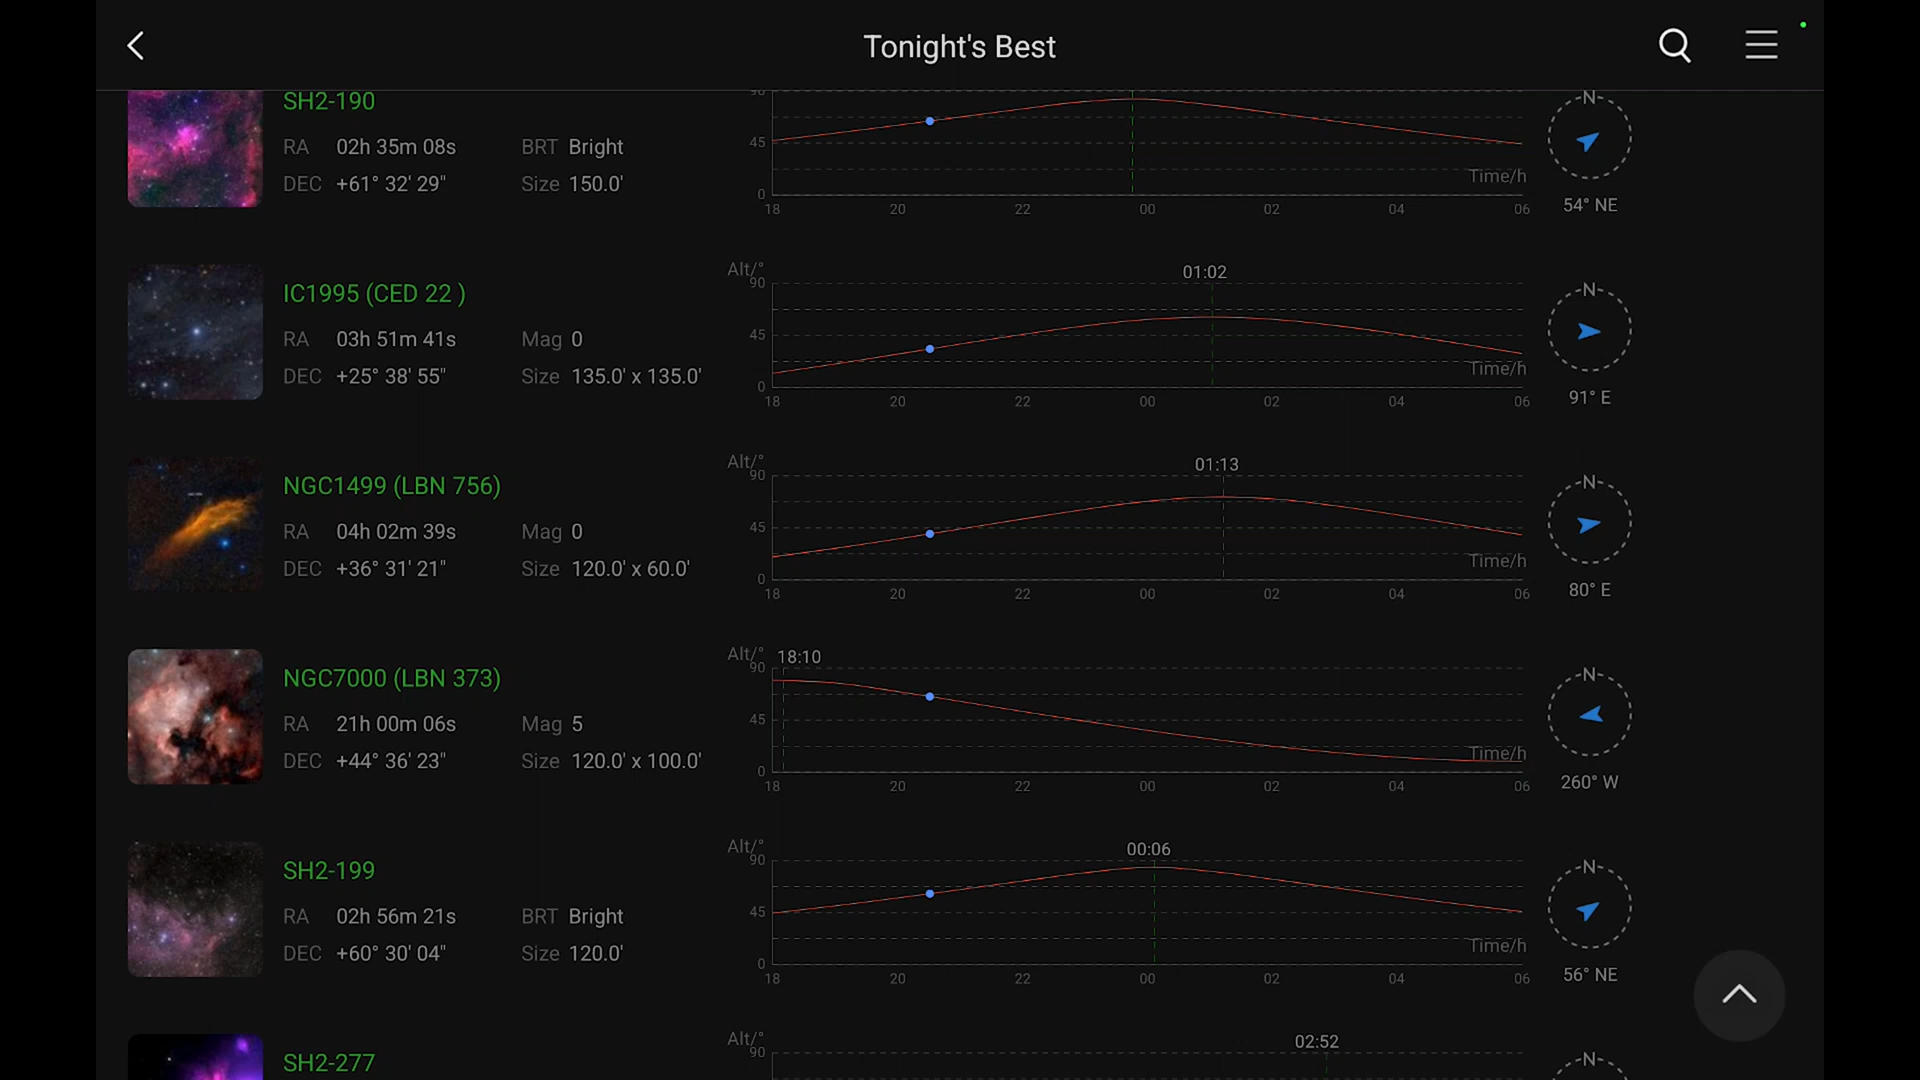 Tonight's Best
SH2-190
RA 02h 35m 08s BRT Bright
DEC +61° 32' 29" Size 150.0'
90
45
0
Time/h
18 20 22 00 02 04 06
N
54° NE
IC1995 (CED 22 )
RA 03h 51m 41s Mag 0
DEC +25° 38' 55" Size 135.0' x 135.0'
Alt/°
01:02
90
45
0
Time/h
18 20 22 00 02 04 06
N
91° E
NGC1499 (LBN 756)
RA 04h 02m 39s Mag 0
DEC +36° 31' 21" Size 120.0' x 60.0'
Alt/°
01:13
90
45
0
Time/h
18 20 22 00 02 04 06
N
80° E
NGC7000 (LBN 373)
RA 21h 00m 06s Mag 5
DEC +44° 36' 23" Size 120.0' x 100.0'
Alt/°
18:10
90
45
0
Time/h
18 20 22 00 02 04 06
N
260° W
SH2-199
RA 02h 56m 21s BRT Bright
DEC +60° 30' 04" Size 120.0'
Alt/°
00:06
90
45
0
Time/h
18 20 22 00 02 04 06
N
56° NE
SH2-277
Alt/°
02:52
90
N